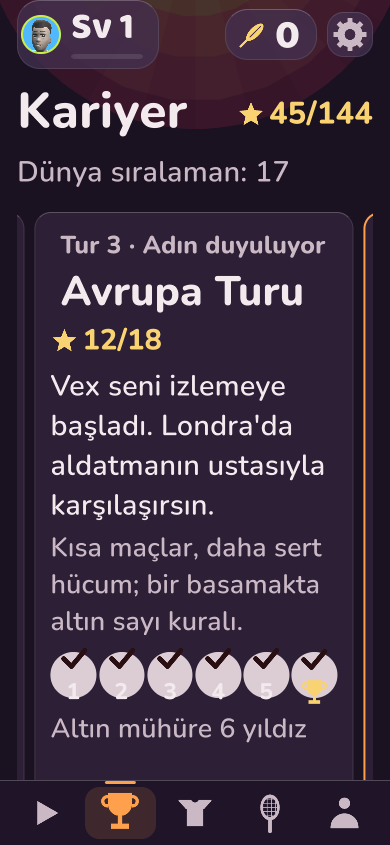 Sv 1
0
Kariyer
45/144
Dünya sıralaman: 17
Tur 3 · Adın duyuluyor
Avrupa Turu
12/18
Vex seni izlemeye
başladı. Londra'da
aldatmanın ustasıyla
karşılaşırsın.
Kısa maçlar, daha sert
hücum; bir basamakta
altın sayı kuralı.
1 2 3 4 5
Altın mühüre 6 yıldız